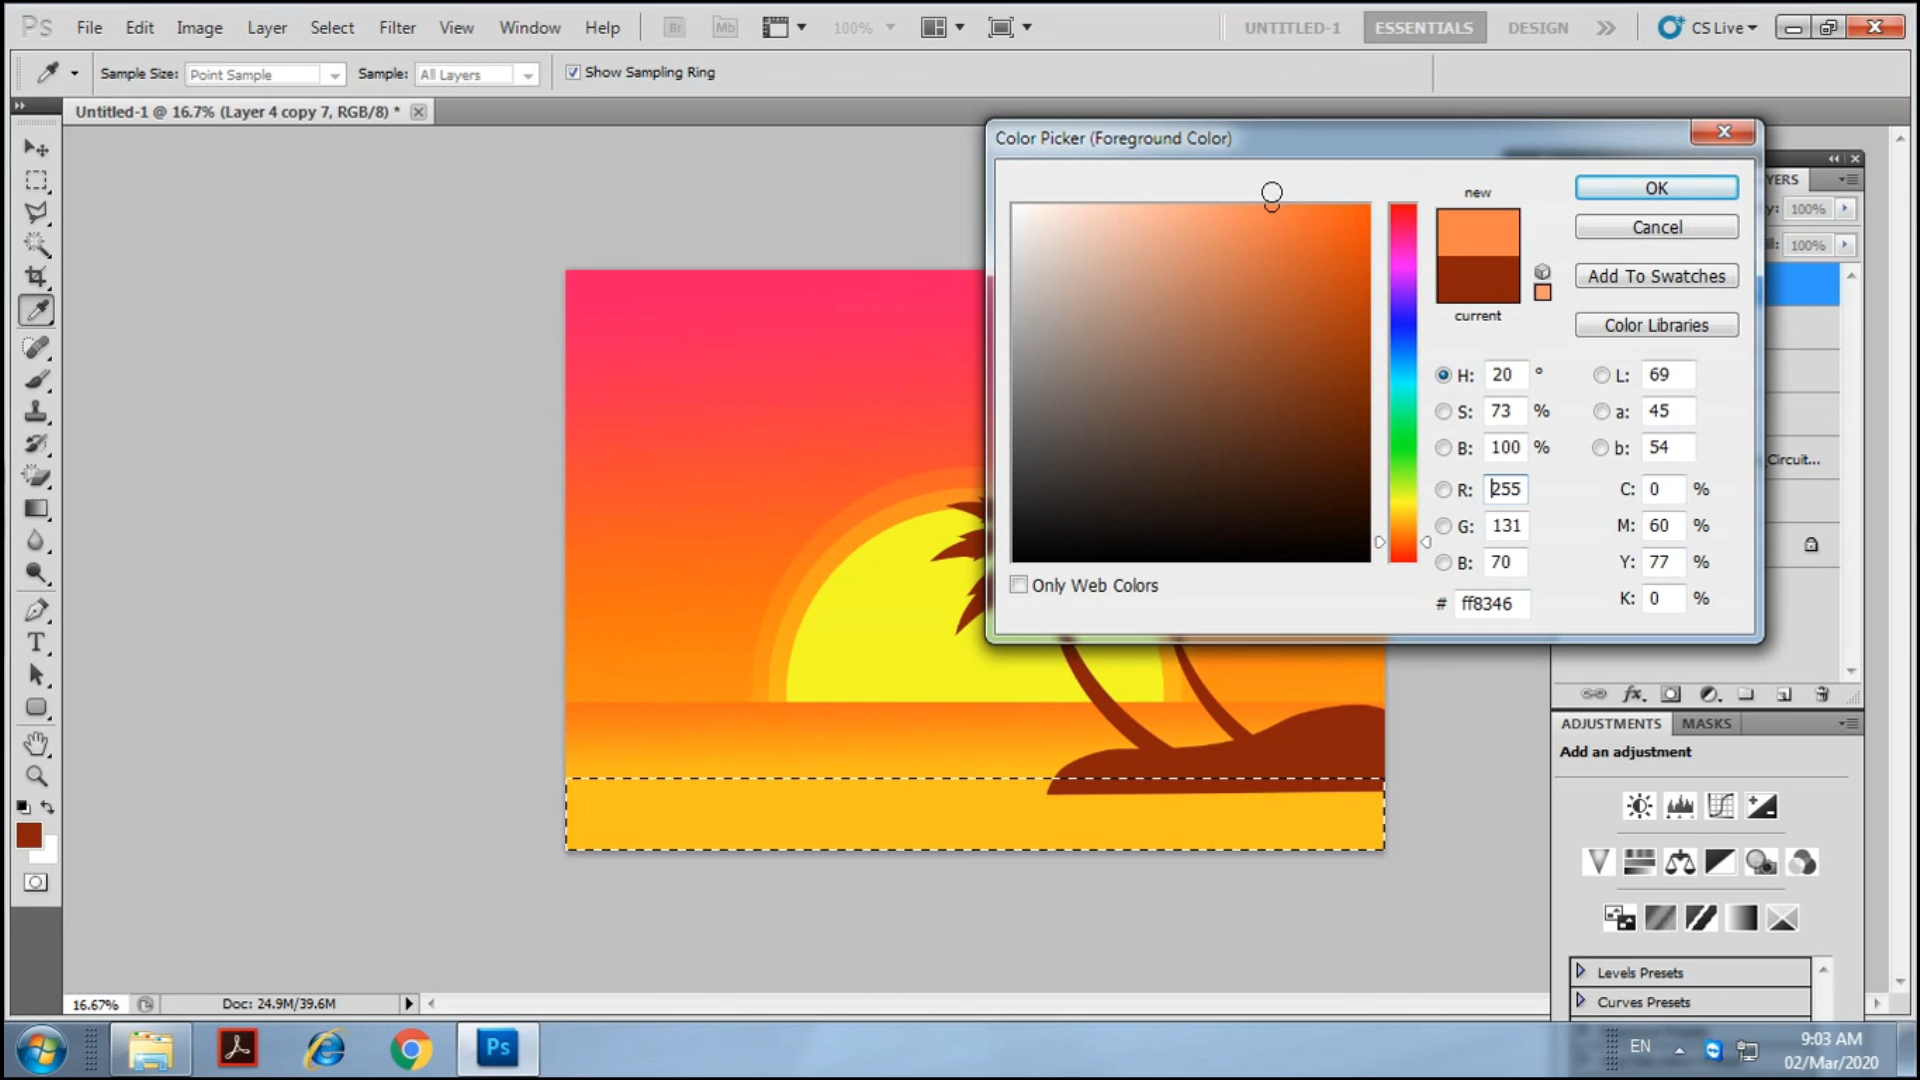 Ps File Edit Image Layer Select Filter View Window Help Br Mb 100% UNTITLED-1 ESSENTIALS DESIGN CS Live
Sample Size: Point Sample Sample: All Layers Show Sampling Ring
Untitled-1 @ 16.7% (Layer 4 copy 7, RGB/8) *
Color Picker (Foreground Color)
new
OK
Cancel
Add To Swatches
current
Color Libraries
H: 20 ° L: 69
S: 73 % a: 45
B: 100 % b: 54
R: 255 C: 0 %
G: 131 M: 60 %
B: 70 Y: 77 %
# ff8346 K: 0 %
Only Web Colors
YERS
y: 100%
ll: 100%
Circuit...
fx
ADJUSTMENTS MASKS
Add an adjustment
Levels Presets
Curves Presets
T
16.67% Doc: 24.9M/39.6M
Ps
EN
9:03 AM
02/Mar/2020